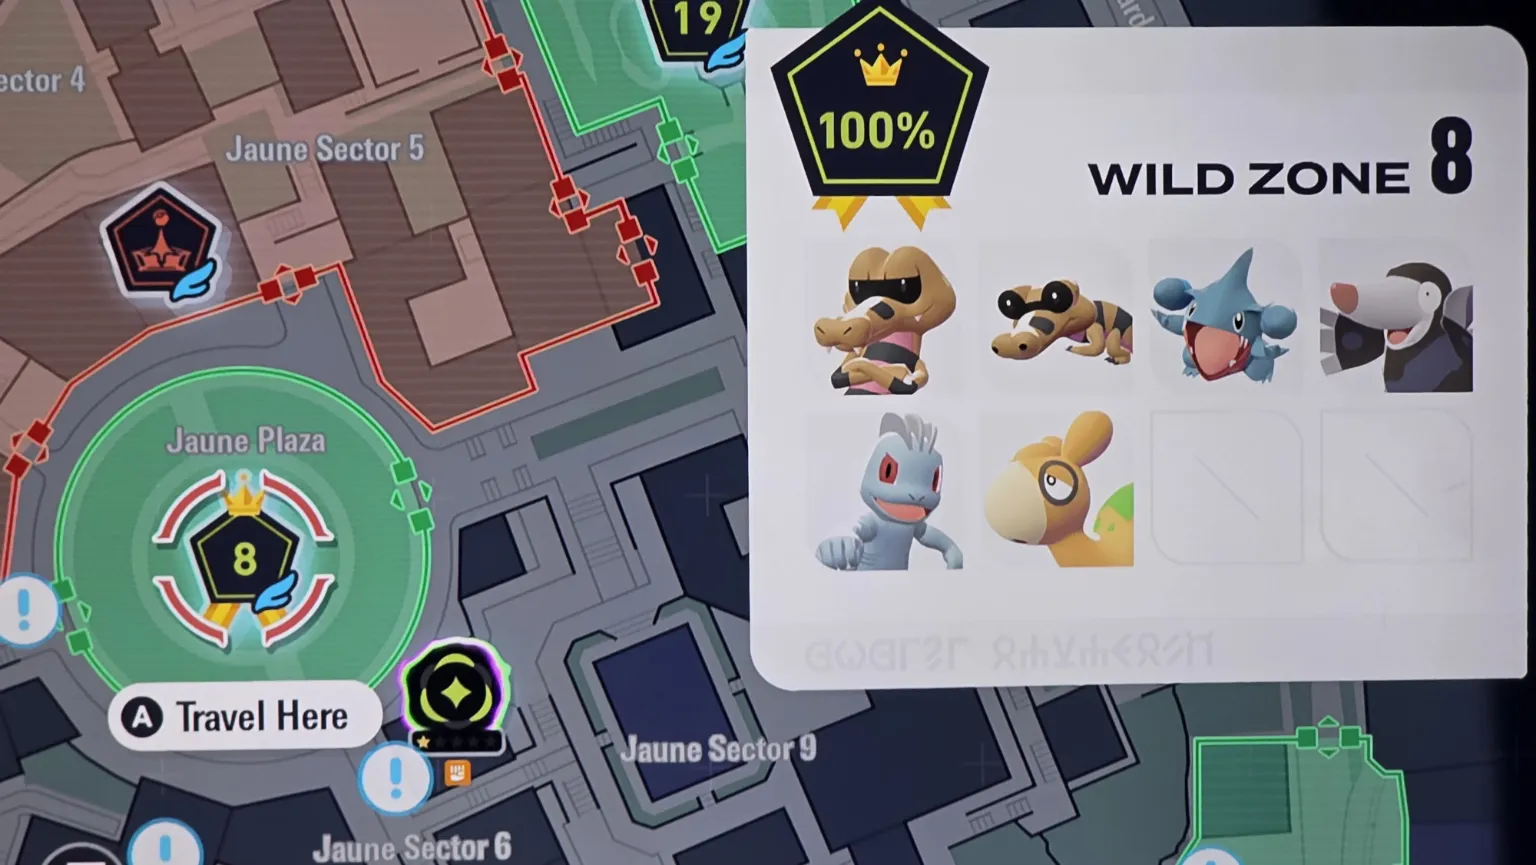 ector 4
19
ard
100%
WILD ZONE 8
Jaune Sector 5
Jaune Plaza
8
A Travel Here
Jaune Sector 9
Jaune Sector 6